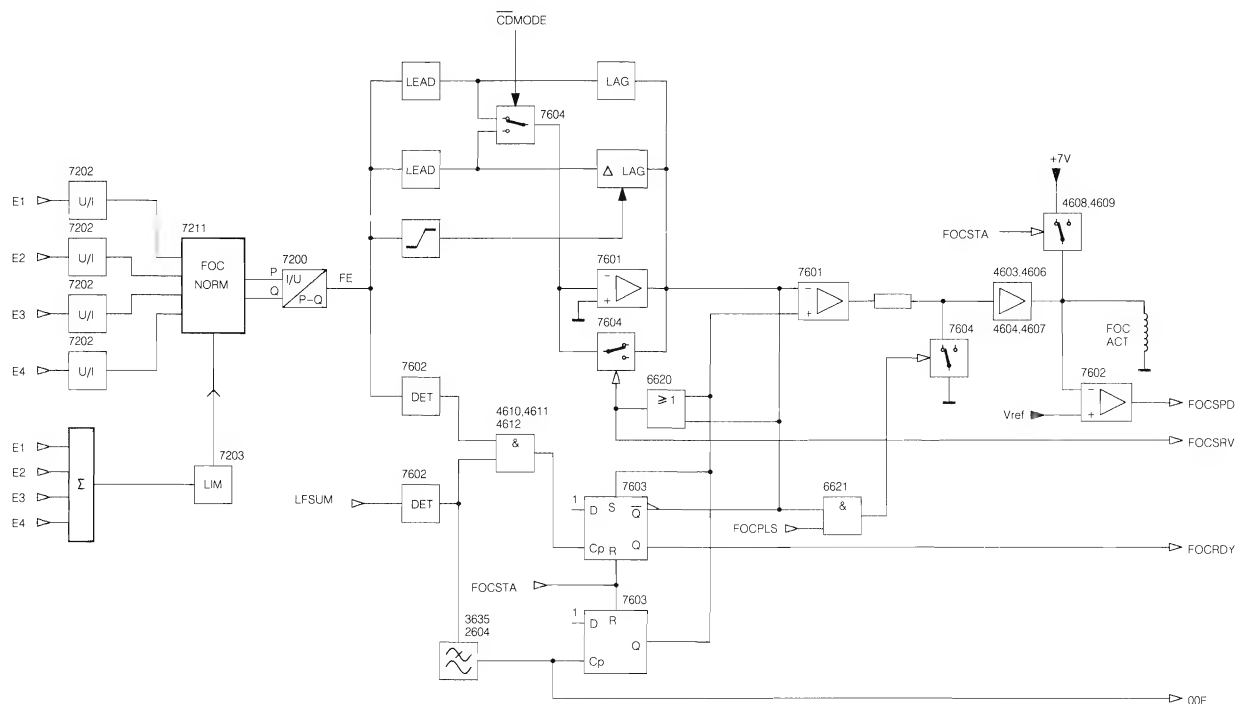 CDMODE
LEAD
LAG
7604
LEAD
Δ LAG
+7V
7202
E1
U/I
4608,4609
FOCSTA
7202
E2
U/I
7211
FOC
NORM
7200
P
Q
I/U
P-Q
FE
7202
E3
U/I
7202
E4
U/I
7601
-
+
7601
-
+
4603,4606
4604,4607
FOC
ACT
7604
7604
7602
-
+
Vref
FOCSPD
7602
DET
6620
≥ 1
4610,4611
4612
&
FOCSRV
E1
E2
E3
E4
Σ
7203
LIM
LFSUM
7602
DET
7603
1
D
S
Q
Cp
R
Q
6621
&
FOCPLS
FOCRDY
FOCSTA
7603
1
D
R
Q
Cp
3635
2604
OOF